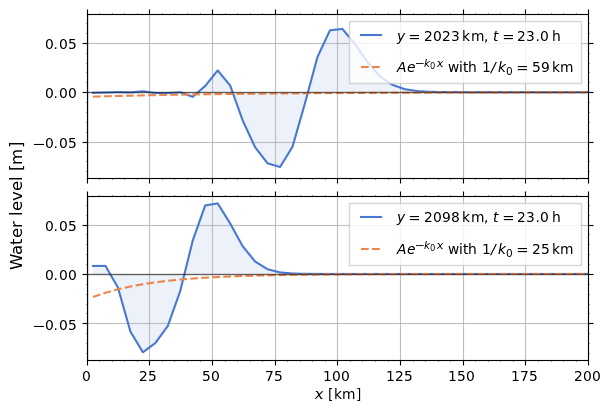 0.05
0.00
−0.05
y = 2023 km, t = 23.0 h
Ae^{−k₀x} with 1/k₀ = 59 km
Water level [m]
0.05
0.00
−0.05
y = 2098 km, t = 23.0 h
Ae^{−k₀x} with 1/k₀ = 25 km
0 25 50 75 100 125 150 175 200
x [km]